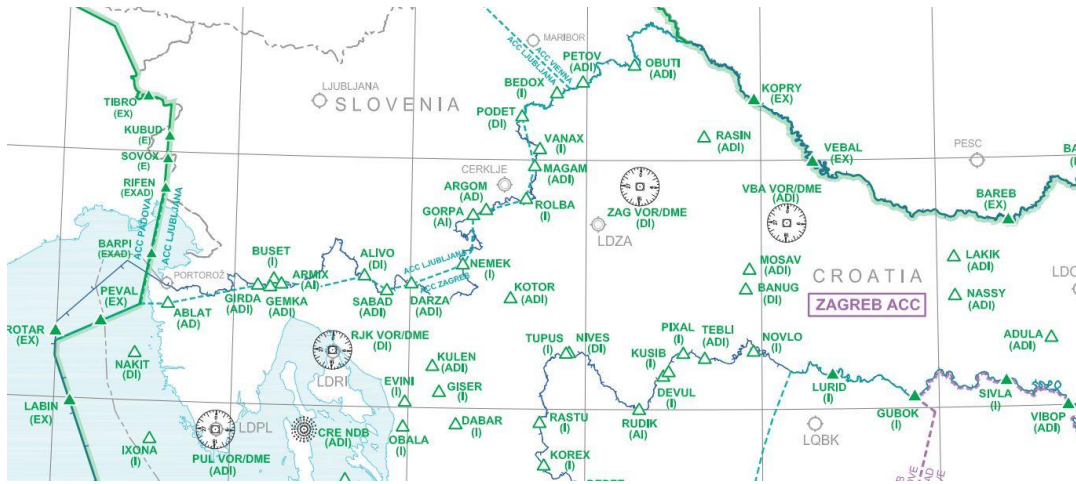 MARIBOR
ACC VIENNA
ACC LJUBLJANA
PETOV
(ADI)
OBUTI
(ADI)
BEDOX
(I)
KOPRY
(EX)
TIBRO
(EX)
LJUBLJANA
SLOVENIA
PODET
(DI)
KUBUD
(E)
RASIN
(ADI)
VANAX
(I)
SOVOX
(E)
VEBAL
(EX)
PESC
MAGAM
(ADI)
CERKLJE
RIFEN
(EXAD)
ARGOM
(AD)
ROLBA
(I)
GORPA
(AI)
ZAG VOR/DME
(DI)
VBA VOR/DME
(ADI)
BAREB
(EX)
LDZA
ACC PADOVA
ACC LJUBLJANA
BARPI
(EXAD)
BUSET
(I)
ALIVO
(DI)
ACC LJUBLJANA
ACC ZAGREB
NEMEK
(I)
MOSAV
(ADI)
LAKIK
(ADI)
PORTOROŽ
ARMIX
(AI)
CROATIA
PEVAL
(EX)
GIRDA
(ADI)
GEMKA
(I)
SABAD
(ADI)
DARZA
(I)
KOTOR
(ADI)
BANUG
(DI)
NASSY
(ADI)
ZAGREB ACC
ABLAT
(AD)
ROTAR
(EX)
RJK VOR/DME
(DI)
TUPUS
(I)
NIVES
(DI)
PIXAL
(I)
TEBLI
(ADI)
NOVLO
(I)
ADULA
(ADI)
NAKIT
(DI)
KULEN
(ADI)
KUSIB
(I)
LDRI
EVINI
(I)
GISER
(I)
DEVUL
(I)
LURID
(I)
SIVLA
(I)
LABIN
(EX)
GUBOK
(I)
VIBOP
(ADI)
LDPL
CRE NDB
(ADI)
OBALA
(I)
DABAR
(I)
RASTU
(I)
RUDIK
(AI)
LQBK
IXONA
(I)
PUL VOR/DME
(ADI)
KOREX
(I)